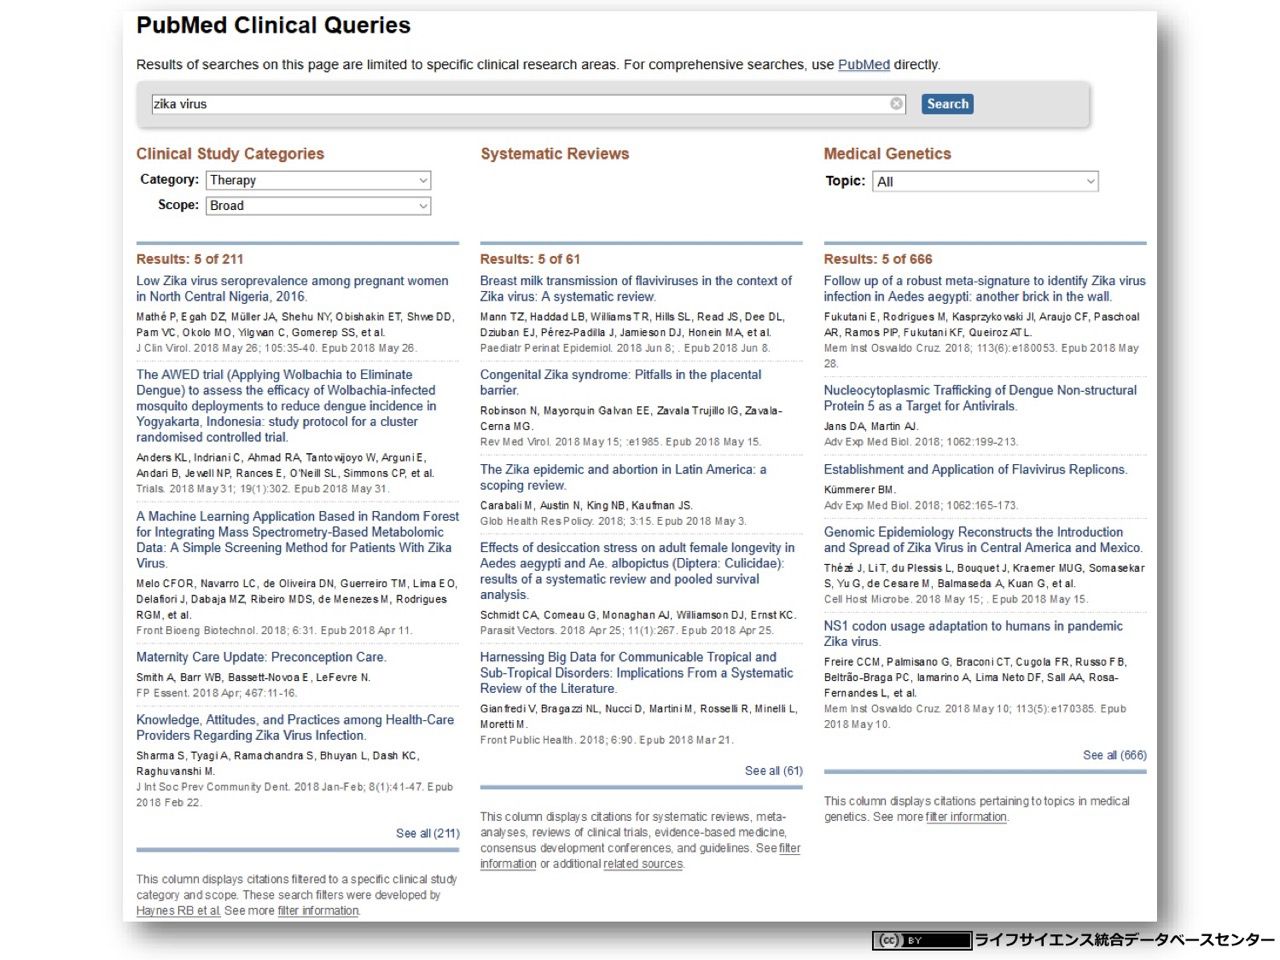 PubMed Clinical Queries
Results of searches on this page are limited to specific clinical research areas. For comprehensive searches, use PubMed directly.
zika virus
Search
Clinical Study Categories
Category: Therapy
Scope: Broad
Results: 5 of 211
Low Zika virus seroprevalence among pregnant women
in North Central Nigeria, 2016.
Mathé P, Egah DZ, Müller JA, Shehu NY, Obishakin ET, Shwe DD,
Pam VC, Okolo MO, Yilgwan C, Gomerep SS, et al.
J Clin Virol. 2018 May 26; 105:35-40. Epub 2018 May 26.
The AWED trial (Applying Wolbachia to Eliminate
Dengue) to assess the efficacy of Wolbachia-infected
mosquito deployments to reduce dengue incidence in
Yogyakarta, Indonesia: study protocol for a cluster
randomised controlled trial.
Anders KL, Indriani C, Ahmad RA, Tantowijoyo W, Arguni E,
Andari B, Jewell NP, Rances E, O'Neill SL, Simmons CP, et al.
Trials. 2018 May 31; 19(1):302. Epub 2018 May 31.
A Machine Learning Application Based in Random Forest
for Integrating Mass Spectrometry-Based Metabolomic
Data: A Simple Screening Method for Patients With Zika
Virus.
Melo CFOR, Navarro LC, de Oliveira DN, Guerreiro TM, Lima EO,
Delafiori J, Dabaja MZ, Ribeiro MDS, de Menezes M, Rodrigues
RGM, et al.
Front Bioeng Biotechnol. 2018; 6:31. Epub 2018 Apr 11.
Maternity Care Update: Preconception Care.
Smith A, Barr WB, Bassett-Novoa E, LeFevre N.
FP Essent. 2018 Apr; 467:11-16.
Knowledge, Attitudes, and Practices among Health-Care
Providers Regarding Zika Virus Infection.
Sharma S, Tyagi A, Ramachandra S, Bhuyan L, Dash KC,
Raghuvanshi M.
J Int Soc Prev Community Dent. 2018 Jan-Feb; 8(1):41-47. Epub
2018 Feb 22.
See all (211)
This column displays citations filtered to a specific clinical study
category and scope. These search filters were developed by
Haynes RB et al. See more filter information.
Systematic Reviews
Results: 5 of 61
Breast milk transmission of flaviviruses in the context of
Zika virus: A systematic review.
Mann TZ, Haddad LB, Williams TR, Hills SL, Read JS, Dee DL,
Dziuban EJ, Pérez-Padilla J, Jamieson DJ, Honein MA, et al.
Paediatr Perinat Epidemiol. 2018 Jun 8; . Epub 2018 Jun 8.
Congenital Zika syndrome: Pitfalls in the placental
barrier.
Robinson N, Mayorquin Galvan EE, Zavala Trujillo IG, Zavala-
Cerna MG.
Rev Med Virol. 2018 May 15; :e1985. Epub 2018 May 15.
The Zika epidemic and abortion in Latin America: a
scoping review.
Carabali M, Austin N, King NB, Kaufman JS.
Glob Health Res Policy. 2018; 3:15. Epub 2018 May 3.
Effects of desiccation stress on adult female longevity in
Aedes aegypti and Ae. albopictus (Diptera: Culicidae):
results of a systematic review and pooled survival
analysis.
Schmidt CA, Comeau G, Monaghan AJ, Williamson DJ, Ernst KC.
Parasit Vectors. 2018 Apr 25; 11(1):267. Epub 2018 Apr 25.
Harnessing Big Data for Communicable Tropical and
Sub-Tropical Disorders: Implications From a Systematic
Review of the Literature.
Gianfredi V, Bragazzi NL, Nucci D, Martini M, Rosselli R, Minelli L,
Moretti M.
Front Public Health. 2018; 6:90. Epub 2018 Mar 21.
See all (61)
This column displays citations for systematic reviews, meta-
analyses, reviews of clinical trials, evidence-based medicine,
consensus development conferences, and guidelines. See filter
information or additional related sources.
Medical Genetics
Topic: All
Results: 5 of 666
Follow up of a robust meta-signature to identify Zika virus
infection in Aedes aegypti: another brick in the wall.
Fukutani E, Rodrigues M, Kasprzykowski JI, Araujo CF, Paschoal
AR, Ramos PIP, Fukutani KF, Queiroz ATL.
Mem Inst Oswaldo Cruz. 2018; 113(6):e180053. Epub 2018 May
28.
Nucleocytoplasmic Trafficking of Dengue Non-structural
Protein 5 as a Target for Antivirals.
Jans DA, Martin AJ.
Adv Exp Med Biol. 2018; 1062:199-213.
Establishment and Application of Flavivirus Replicons.
Kümmerer BM.
Adv Exp Med Biol. 2018; 1062:165-173.
Genomic Epidemiology Reconstructs the Introduction
and Spread of Zika Virus in Central America and Mexico.
Thézé J, Li T, du Plessis L, Bouquet J, Kraemer MUG, Somasekar
S, Yu G, de Cesare M, Balmaseda A, Kuan G, et al.
Cell Host Microbe. 2018 May 15; . Epub 2018 May 15.
NS1 codon usage adaptation to humans in pandemic
Zika virus.
Freire CCM, Palmisano G, Braconi CT, Cugola FR, Russo FB,
Beltrão-Braga PC, Iamarino A, Lima Neto DF, Sall AA, Rosa-
Fernandes L, et al.
Mem Inst Oswaldo Cruz. 2018 May 10; 113(5):e170385. Epub
2018 May 10.
See all (666)
This column displays citations pertaining to topics in medical
genetics. See more filter information.
(cc) BY ライフサイエンス統合データベースセンター